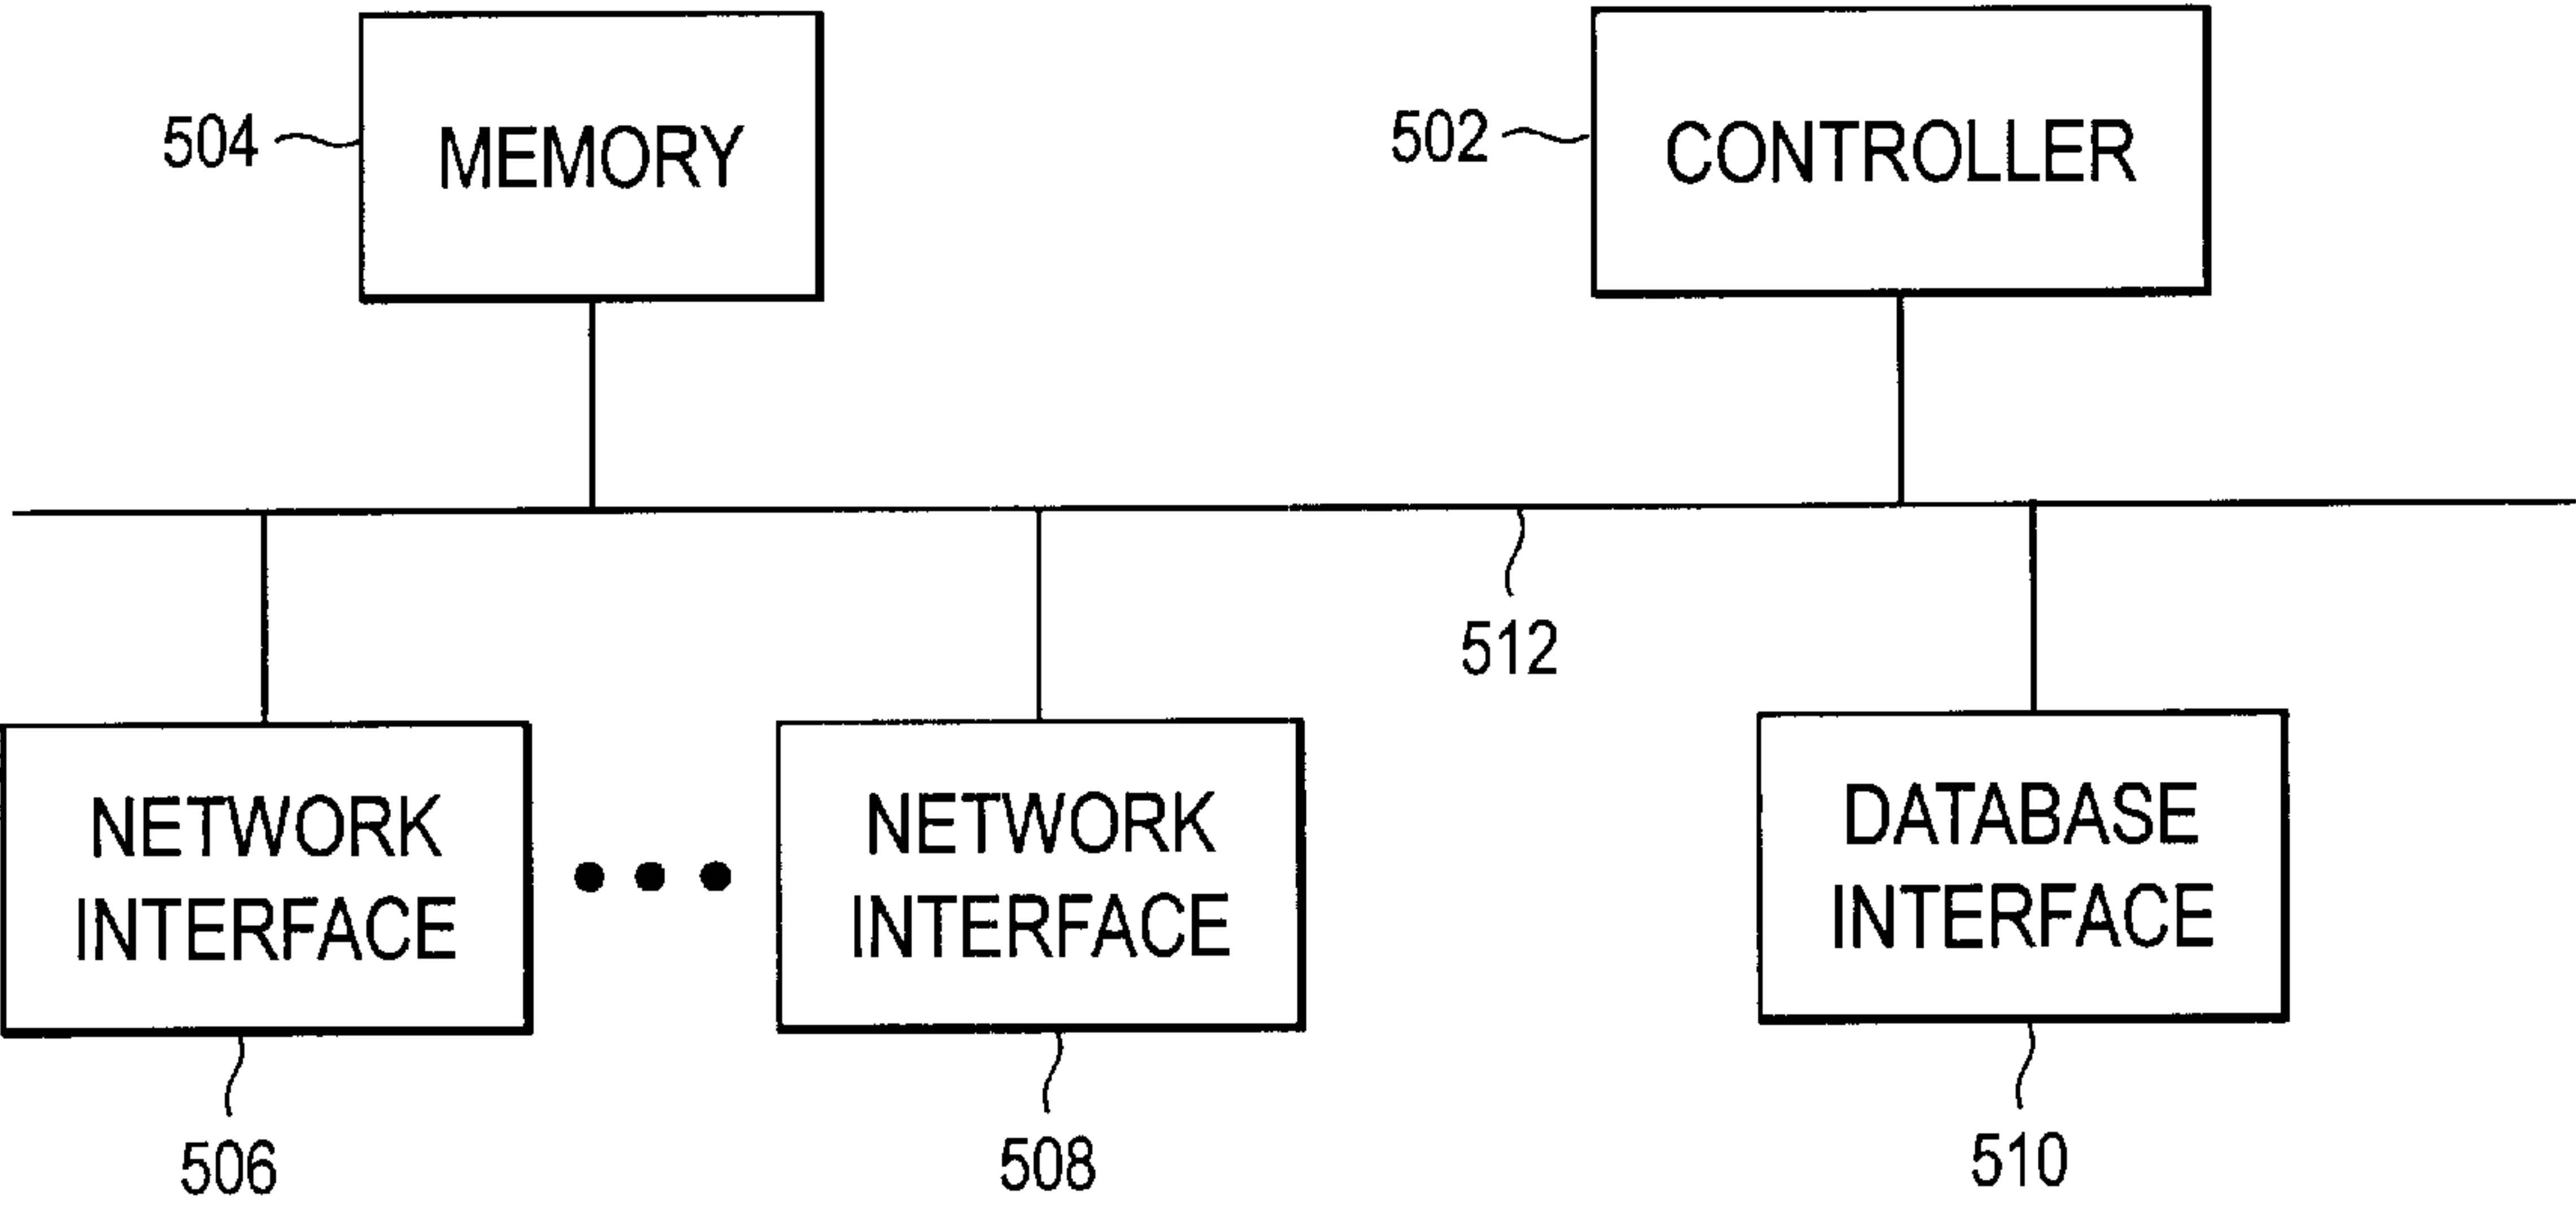 504
MEMORY
502
CONTROLLER
512
NETWORK
INTERFACE
NETWORK
INTERFACE
DATABASE
INTERFACE
506
508
510